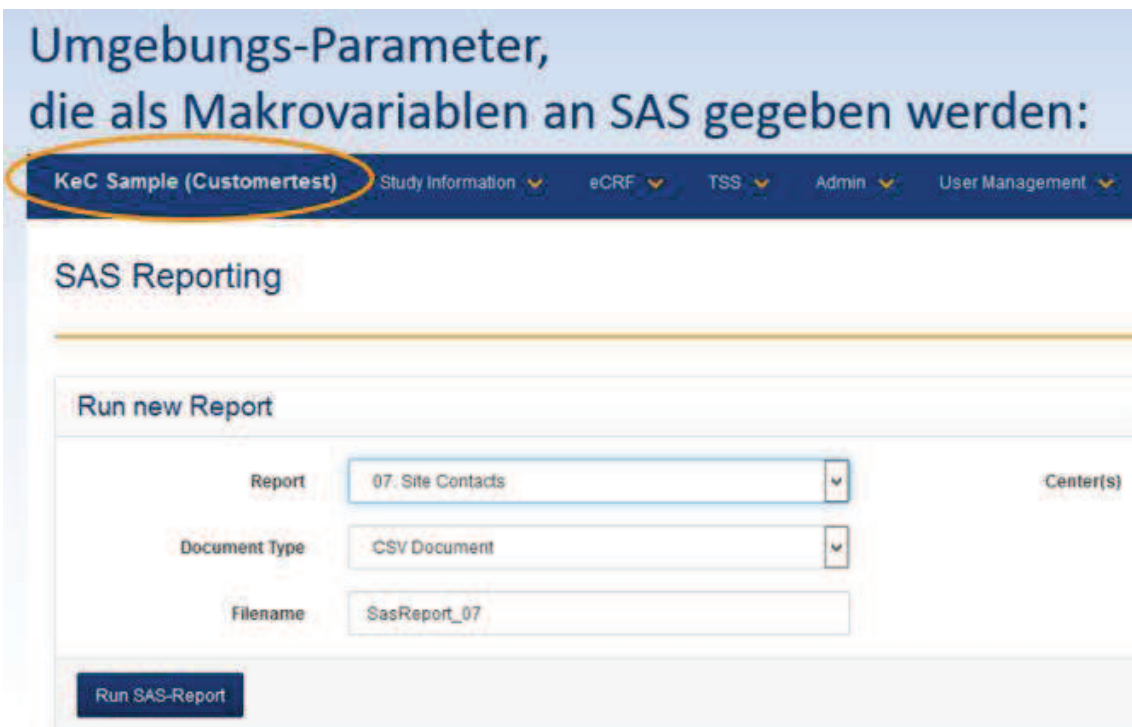 Umgebungs-Parameter,
die als Makrovariablen an SAS gegeben werden:
KeC Sample (Customertest) Study Information eCRF TSS Admin User Management
SAS Reporting
Run new Report
Report 07. Site Contacts Center(s)
Document Type CSV Document
Filename SasReport_07
Run SAS-Report